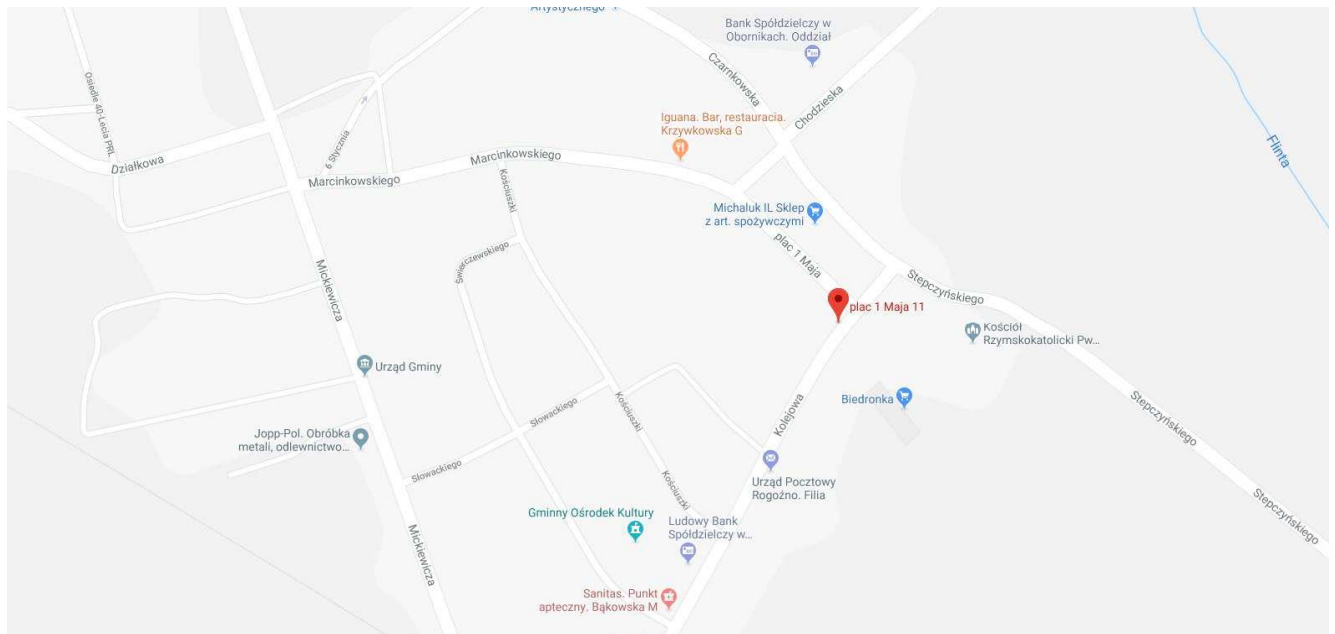 Artystycznego
Bank Spółdzielczy w
Obornikach. Oddział
Czarnkowska
Chodzieska
Osiedle 40-Lecia PRL
Iguana. Bar, restauracja.
Krzywkowska G
6 Stycznia
Działkowa
Marcinkowskiego
Marcinkowskiego
Flinta
Kościuszki
Michaluk IL Sklep
z art. spożywczymi
plac 1 Maja
Świerczewskiego
Mickiewicza
Stepczyńskiego
plac 1 Maja 11
Kościół
Rzymskokatolicki Pw...
Urząd Gminy
Biedronka
Kolejowa
Stepczyńskiego
Słowackiego
Kościuszki
Jopp-Pol. Obróbka
metali, odlewnictwo...
Słowackiego
Urząd Pocztowy
Rogoźno. Filia
Kościuszki
Stepczyńskiego
Gminny Ośrodek Kultury
Ludowy Bank
Spółdzielczy w...
Mickiewicza
Sanitas. Punkt
apteczny. Bąkowska M